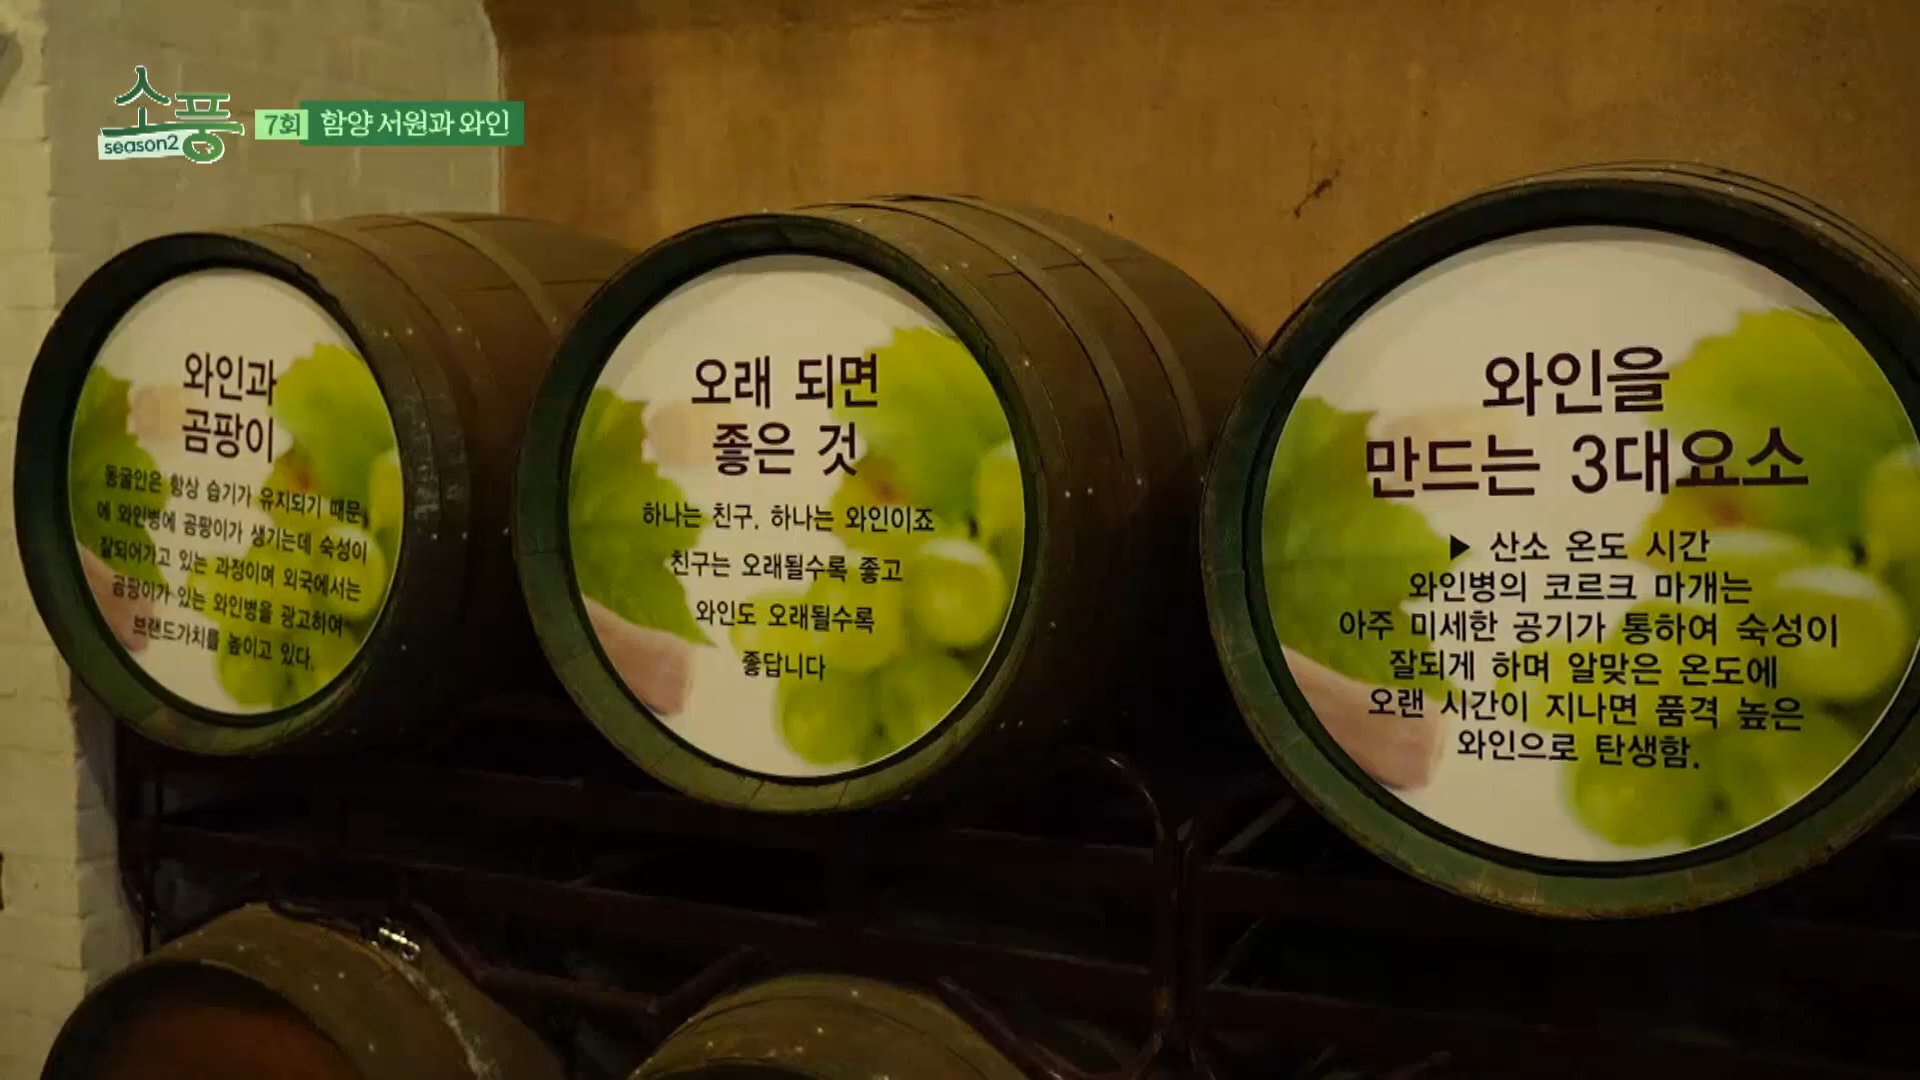 소풍
season2
7회 함양 서원과 와인
와인과
곰팡이
동굴안은 항상 습기가 유지되기 때문
에 와인병에 곰팡이가 생기는데 숙성이
잘되어가고 있는 과정이며 외국에서는
곰팡이가 있는 와인병을 광고하여
브랜드가치를 높이고 있다.
오래 되면
좋은 것
하나는 친구, 하나는 와인이죠
친구는 오래될수록 좋고
와인도 오래될수록
좋답니다
와인을
만드는 3대요소
▶ 산소 온도 시간
와인병의 코르크 마개는
아주 미세한 공기가 통하여 숙성이
잘되게 하며 알맞은 온도에
오랜 시간이 지나면 품격 높은
와인으로 탄생함.